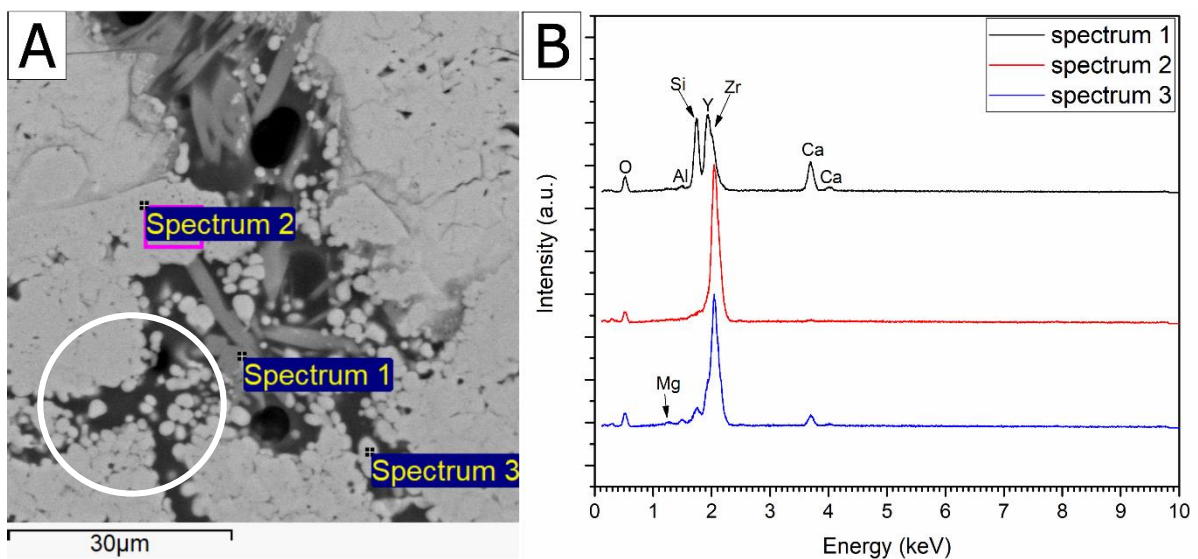 A
Spectrum 2
Spectrum 1
Spectrum 3
30µm
B
spectrum 1
spectrum 2
spectrum 3
Si
Y
Zr
O
Al
Ca
Ca
Mg
Intensity (a.u.)
0 1 2 3 4 5 6 7 8 9 10
Energy (keV)